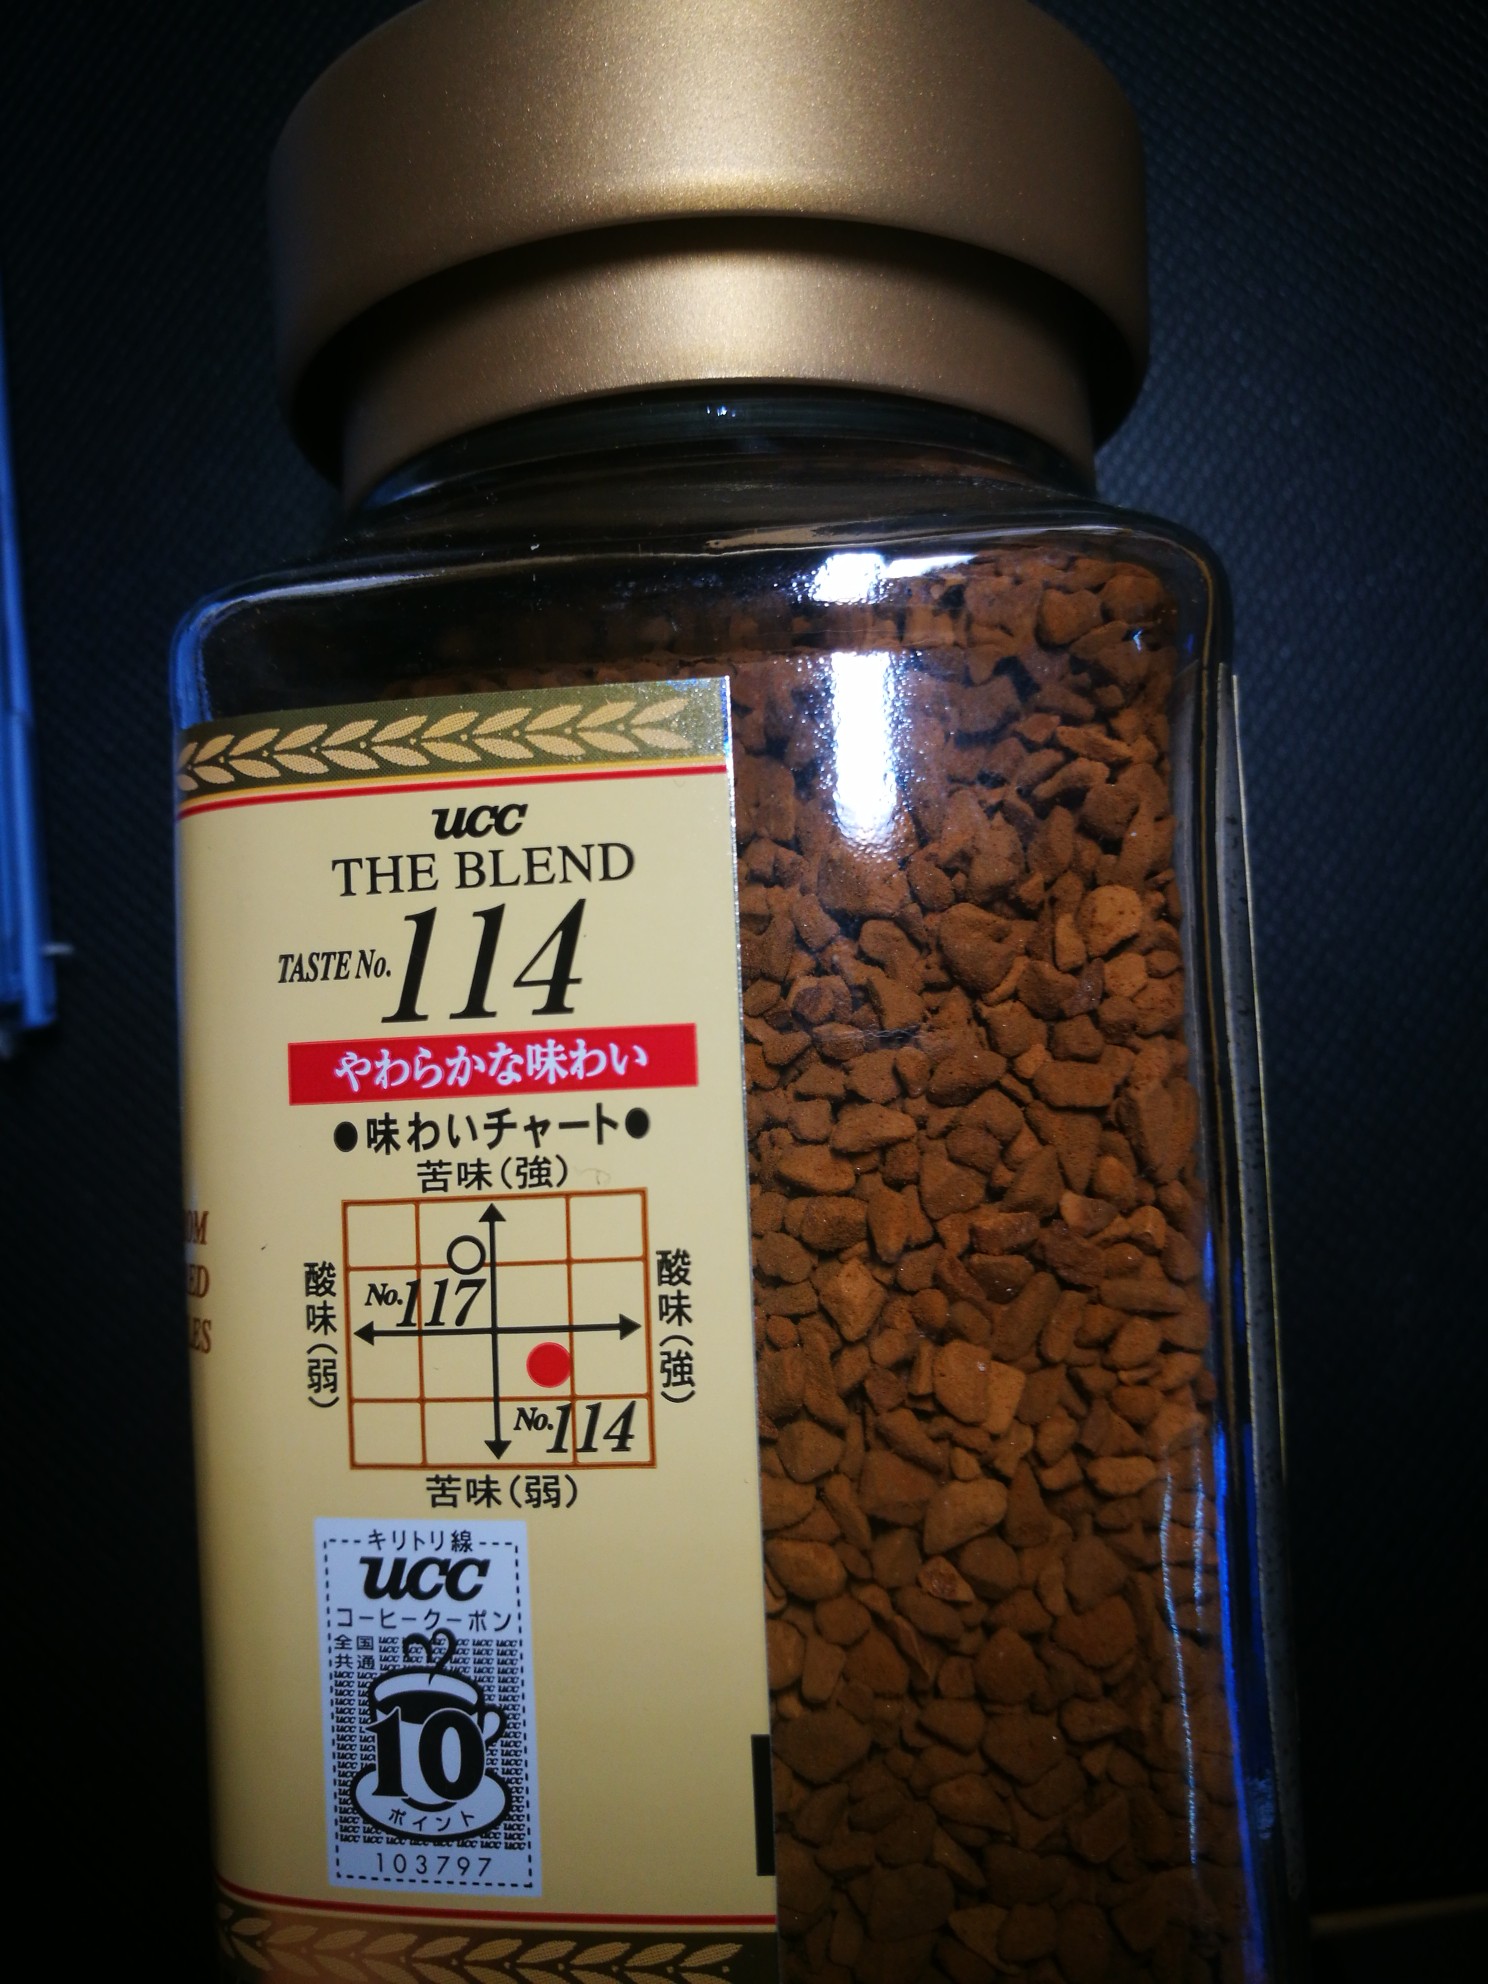 ucc
THE BLEND
TASTE No. 114
やわらかな味わい
●味わいチャート●
苦味(強)
酸味(弱)
酸味(強)
No.117
No.114
苦味(弱)
キリトリ線
ucc
コーヒークーポン
全国
共通
10
ポイント
103797